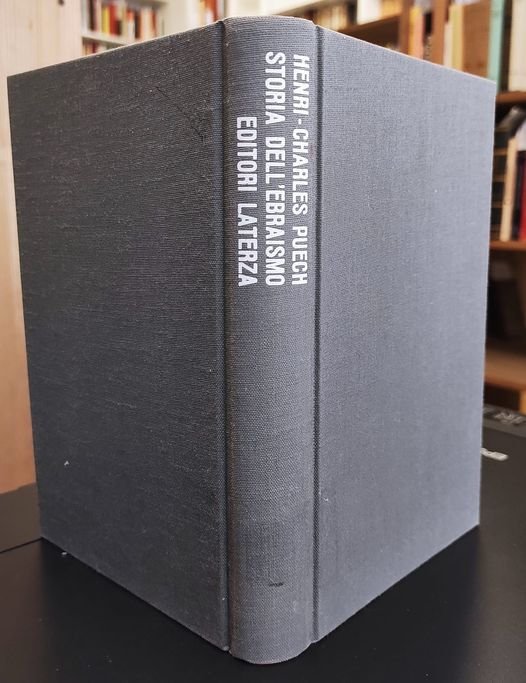 HENRI-CHARLES PUECH
STORIA DELL'EBRAISMO
EDITORI LATERZA